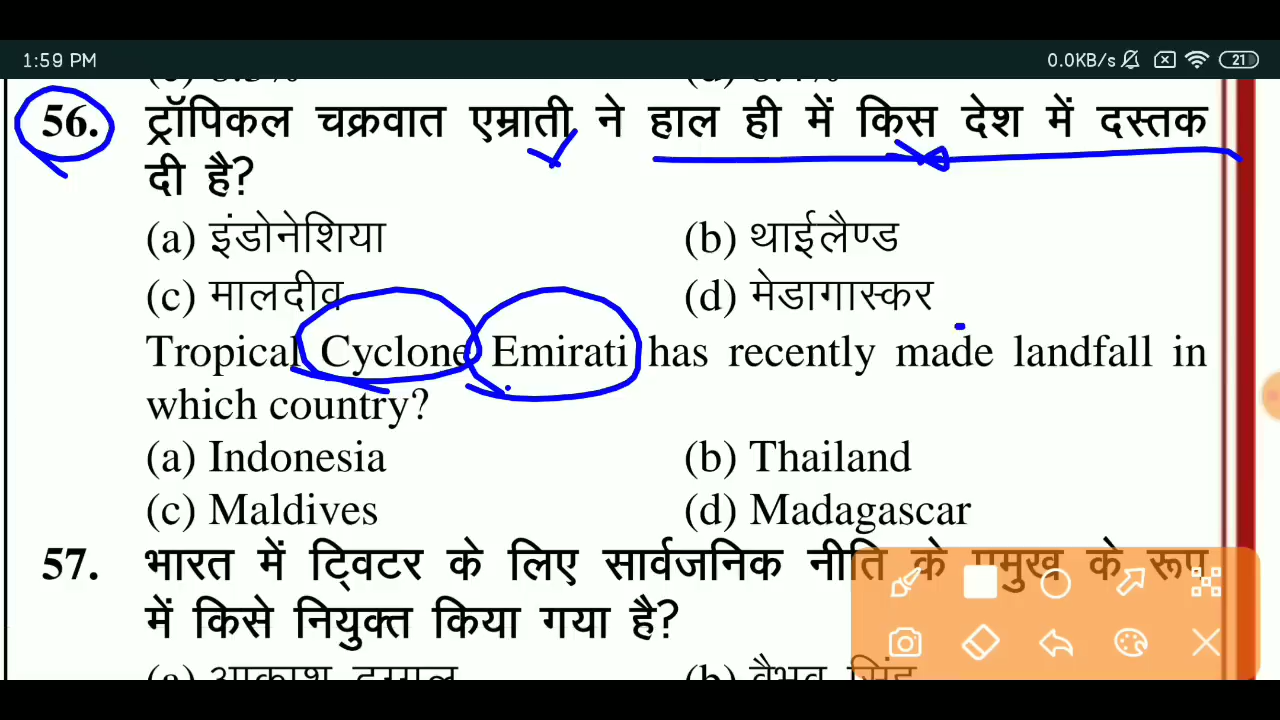 1:59 PM 0.0KB/s 21
56. ट्रॉपिकल चक्रवात एम्राती ने हाल ही में किस देश में दस्तक
दी है?
(a) इंडोनेशिया (b) थाईलैण्ड
(c) मालदीव (d) मेडागास्कर
Tropical Cyclone Emirati has recently made landfall in
which country?
(a) Indonesia (b) Thailand
(c) Maldives (d) Madagascar
57. भारत में ट्विटर के लिए सार्वजनिक नीति के प्रमुख के रूप
में किसे नियुक्त किया गया है?
(a) (b)